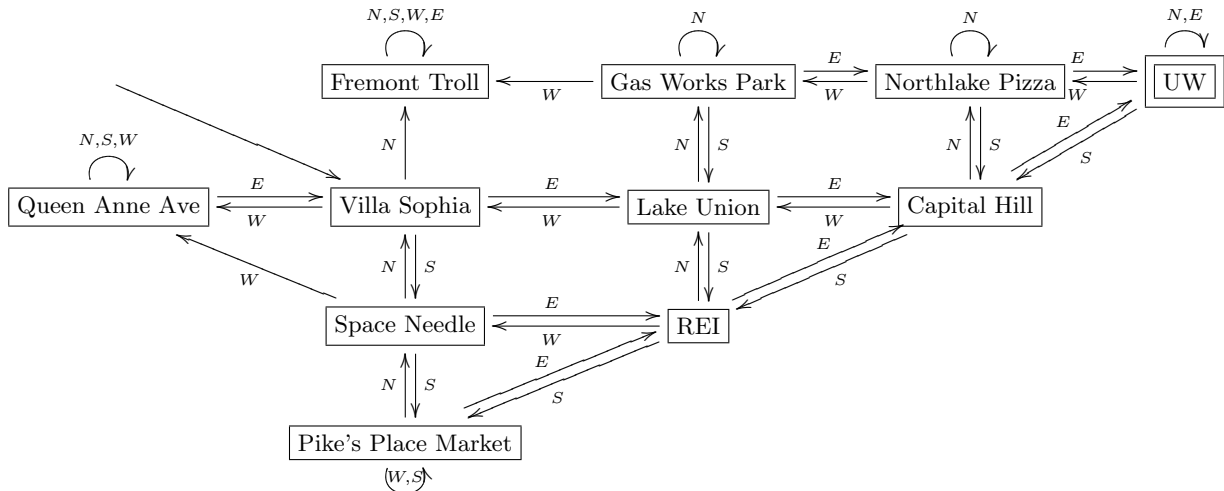 N,S,W,E
N
N
N,E
Fremont Troll
W
Gas Works Park
E
W
Northlake Pizza
E
W
UW
N
N
S
N
S
E
S
N,S,W
Queen Anne Ave
E
W
Villa Sophia
E
W
Lake Union
E
W
Capital Hill
W
N
S
N
S
E
S
Space Needle
E
W
REI
N
S
E
S
Pike's Place Market
W,S